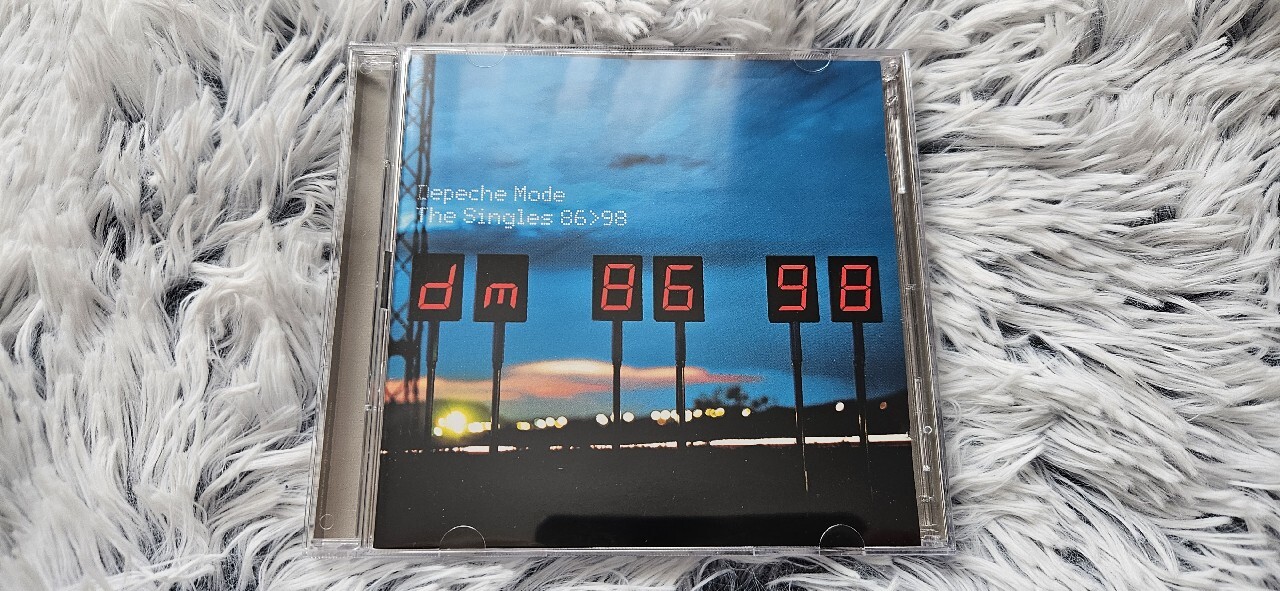 Depeche Mode
The Singles 86>98
dm 86 98